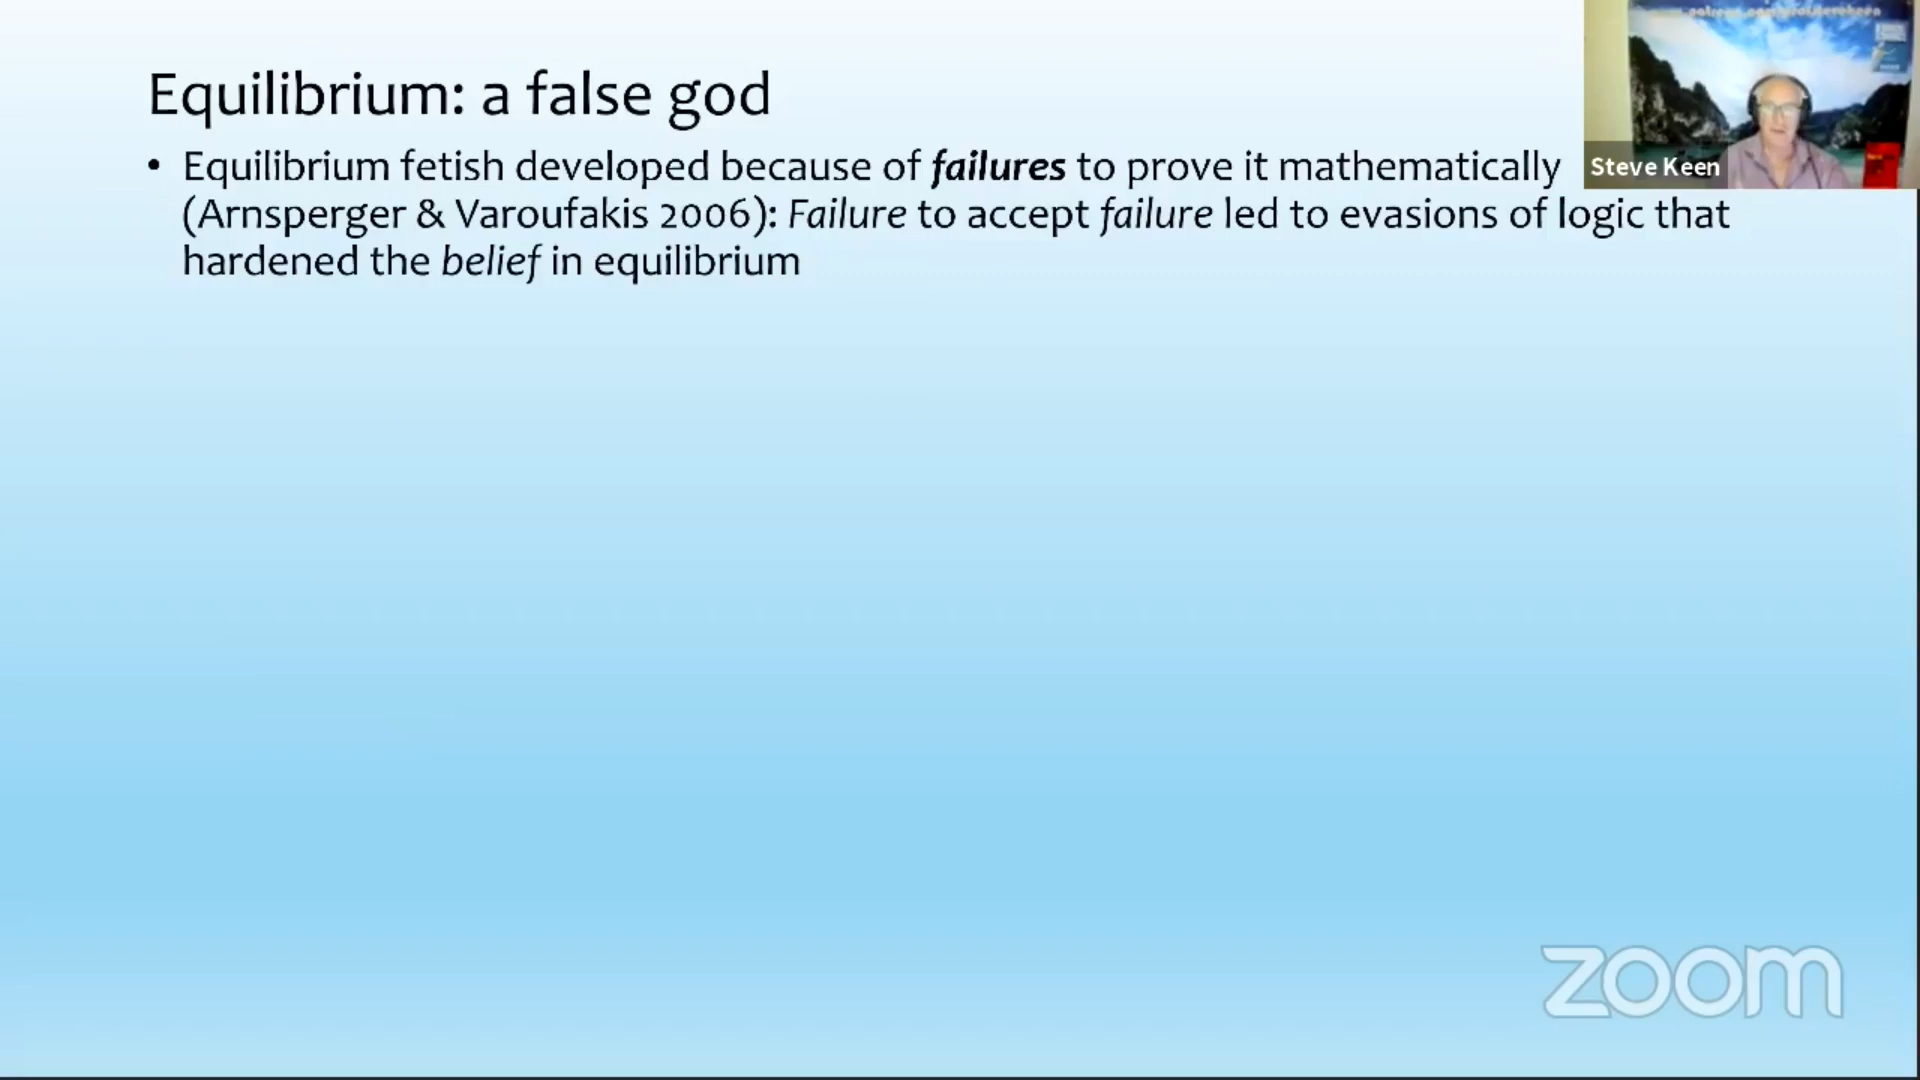 Equilibrium: a false god
• Equilibrium fetish developed because of failures to prove it mathematically
(Arnsperger & Varoufakis 2006): Failure to accept failure led to evasions of logic that
hardened the belief in equilibrium
Steve Keen
zoom